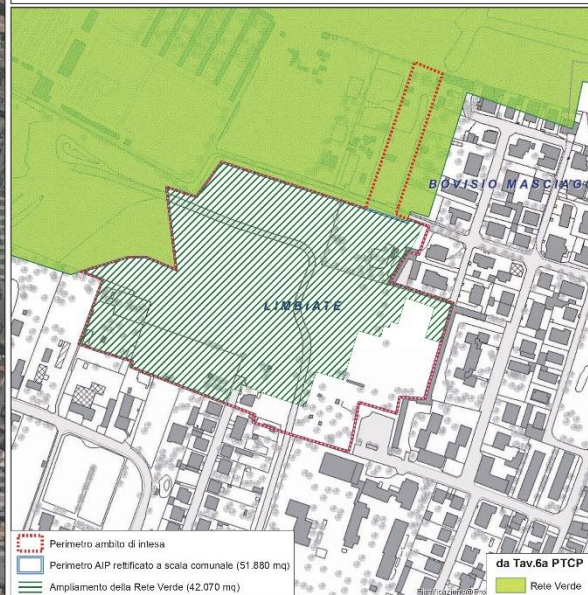 BOVISIO MASCIAGO
LIMBIATE
Perimetro ambito di intesa
Perimetro AIP rettificato a scala comunale (51.880 mq)
Ampliamento della Rete Verde (42.070 mq)
da Tav.6a PTCP
Rete Verde